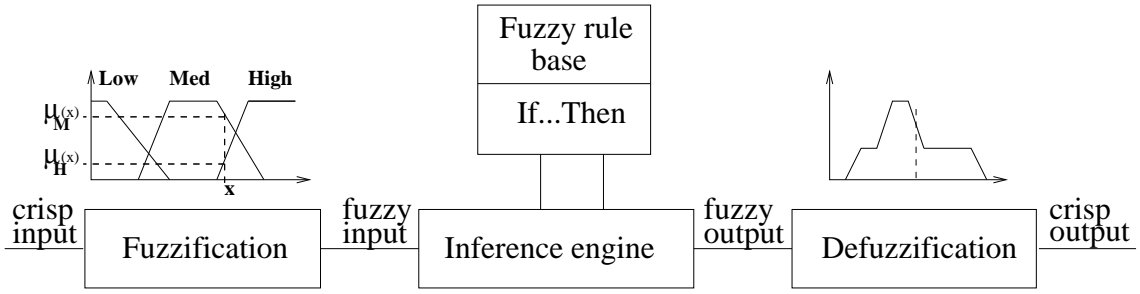 Fuzzy rule
base
If...Then
Low Med High
μM(x)
μH(x)
x
crisp
input
Fuzzification
fuzzy
input
Inference engine
fuzzy
output
Defuzzification
crisp
output